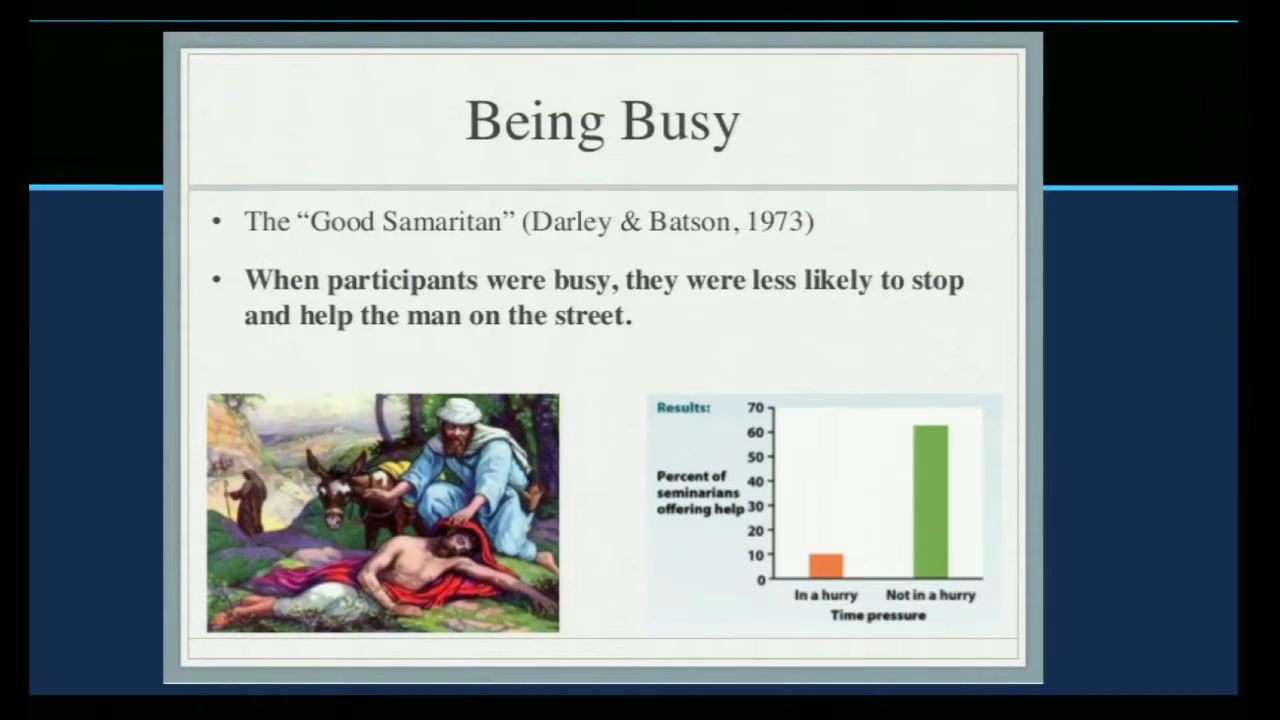 Being Busy
• The “Good Samaritan” (Darley & Batson, 1973)
• When participants were busy, they were less likely to stop
and help the man on the street.
Results:
Percent of
seminarians
offering help
70
60
50
40
30
20
10
0
In a hurry
Not in a hurry
Time pressure